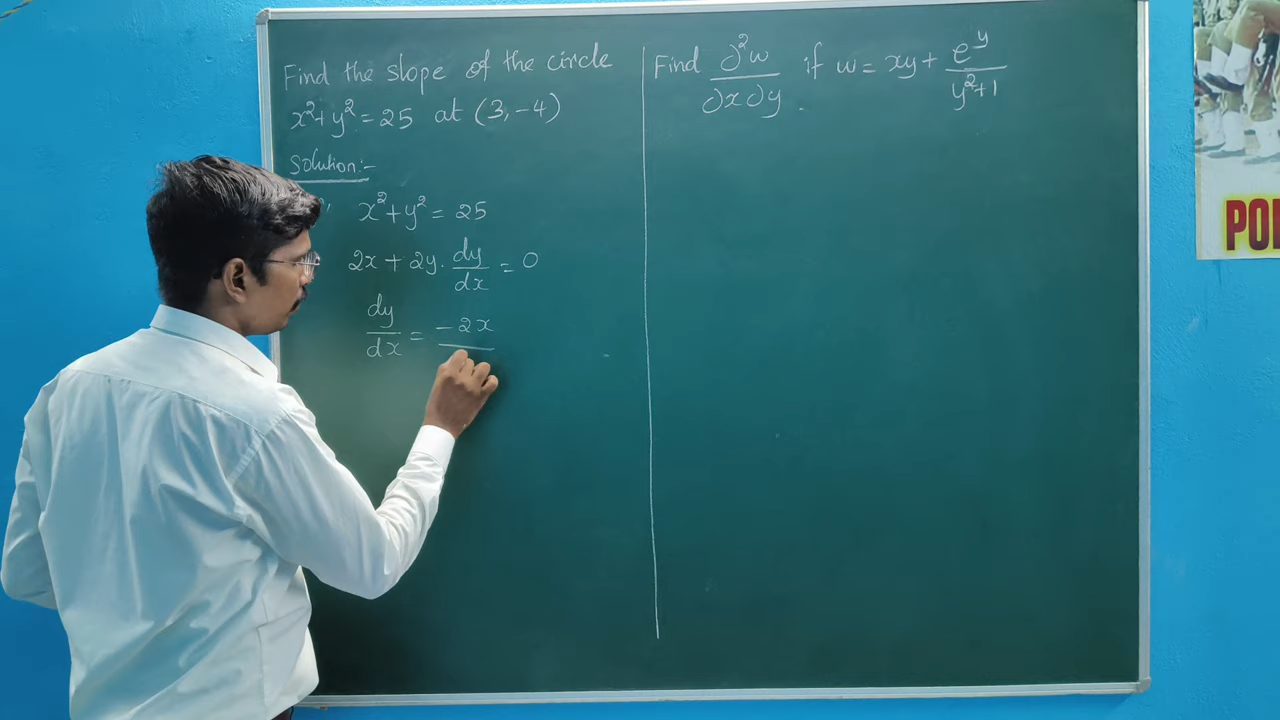 Find the slope of the circle
x²+y²=25 at (3,-4)
Solution:-
x²+y²=25
2x+2y.dy/dx=0
dy/dx=-2x/
Find ∂²w/∂x∂y if w=xy+e^y/y²+1
.